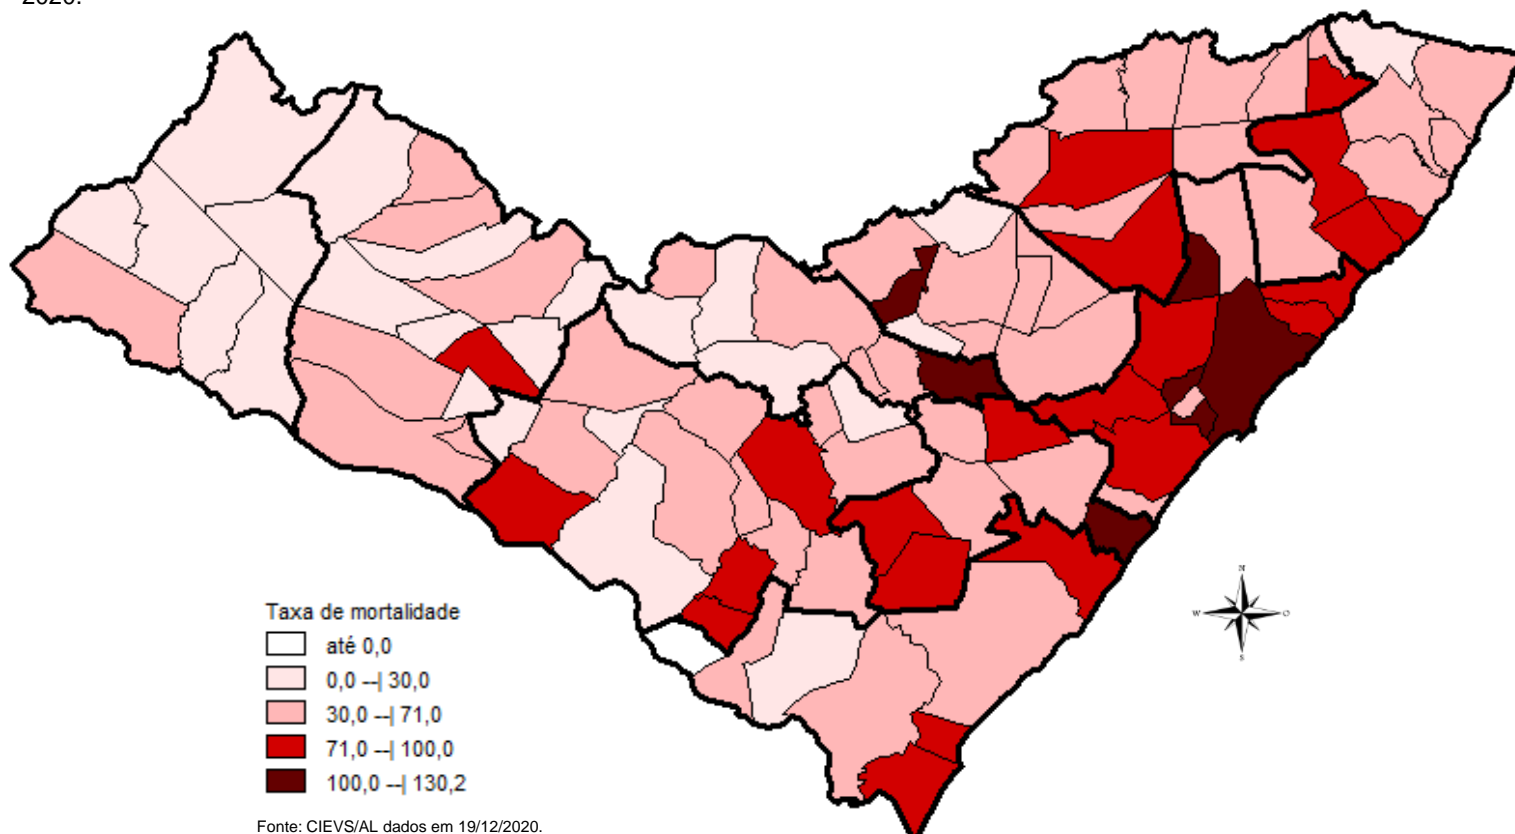 2020.
N
W
O
S
Taxa de mortalidade
até 0,0
0,0 --| 30,0
30,0 --| 71,0
71,0 --| 100,0
100,0 --| 130,2
Fonte: CIEVS/AL dados em 19/12/2020.